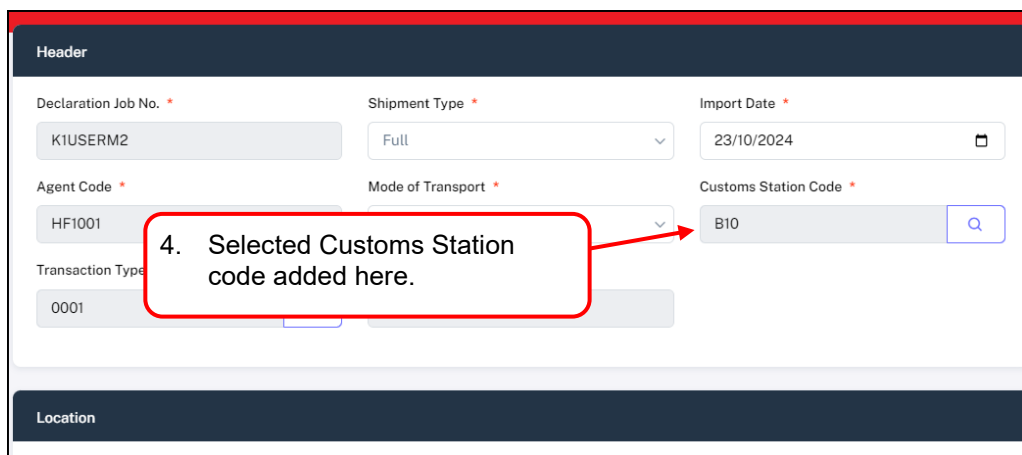 Header
Declaration Job No. *
Shipment Type *
Import Date *
K1USERM2
Full
23/10/2024
Agent Code *
Mode of Transport *
Customs Station Code *
HF1001
B10
4. Selected Customs Station
code added here.
Transaction Type
0001
Location